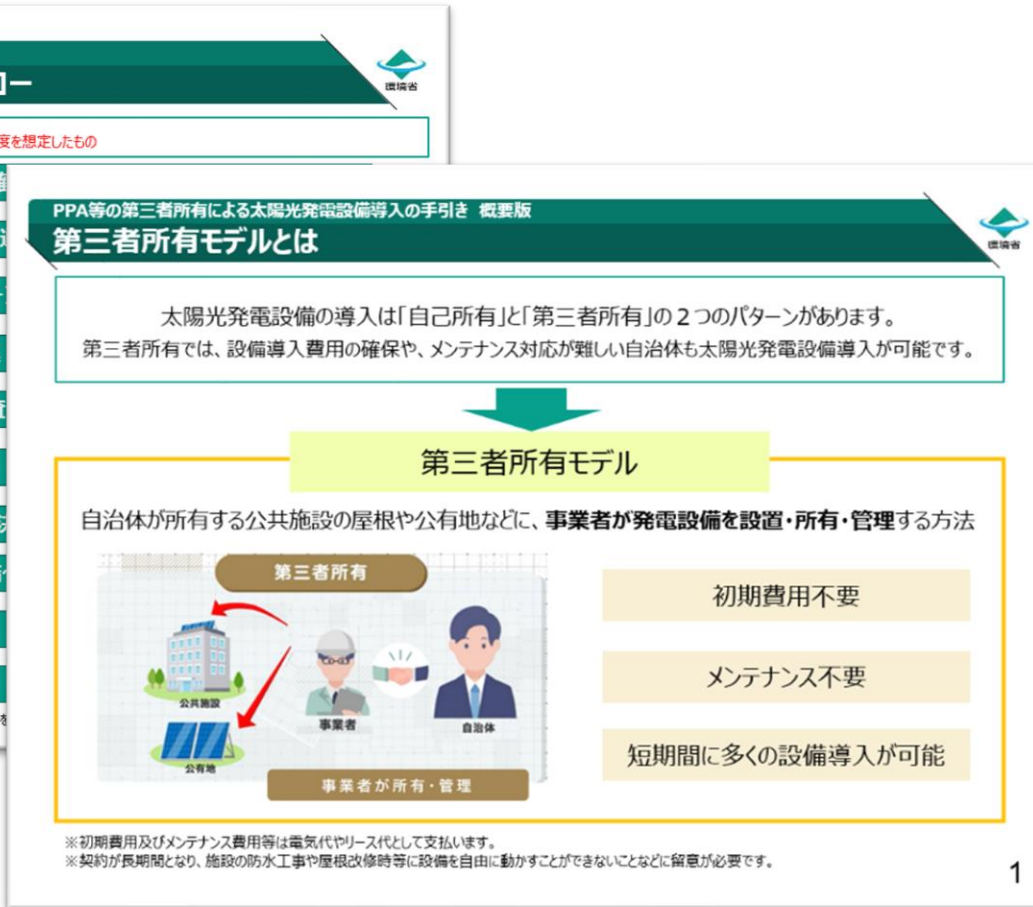 ロー
環境省
度を想定したもの
PPA等の第三者所有による太陽光発電設備導入の手引き 概要版
第三者所有モデルとは
環境省
太陽光発電設備の導入は「自己所有」と「第三者所有」の2つのパターンがあります。
第三者所有では、設備導入費用の確保や、メンテナンス対応が難しい自治体も太陽光発電設備導入が可能です。
第三者所有モデル
自治体が所有する公共施設の屋根や公有地などに、事業者が発電設備を設置・所有・管理する方法
第三者所有
公共施設
公有地
事業者
自治体
事業者が所有・管理
初期費用不要
メンテナンス不要
短期間に多くの設備導入が可能
※初期費用及びメンテナンス費用等は電気代やリース代として支払います。
※契約が長期間となり、施設の防水工事や屋根改修時等に設備を自由に動かすことができないことなどに留意が必要です。
1